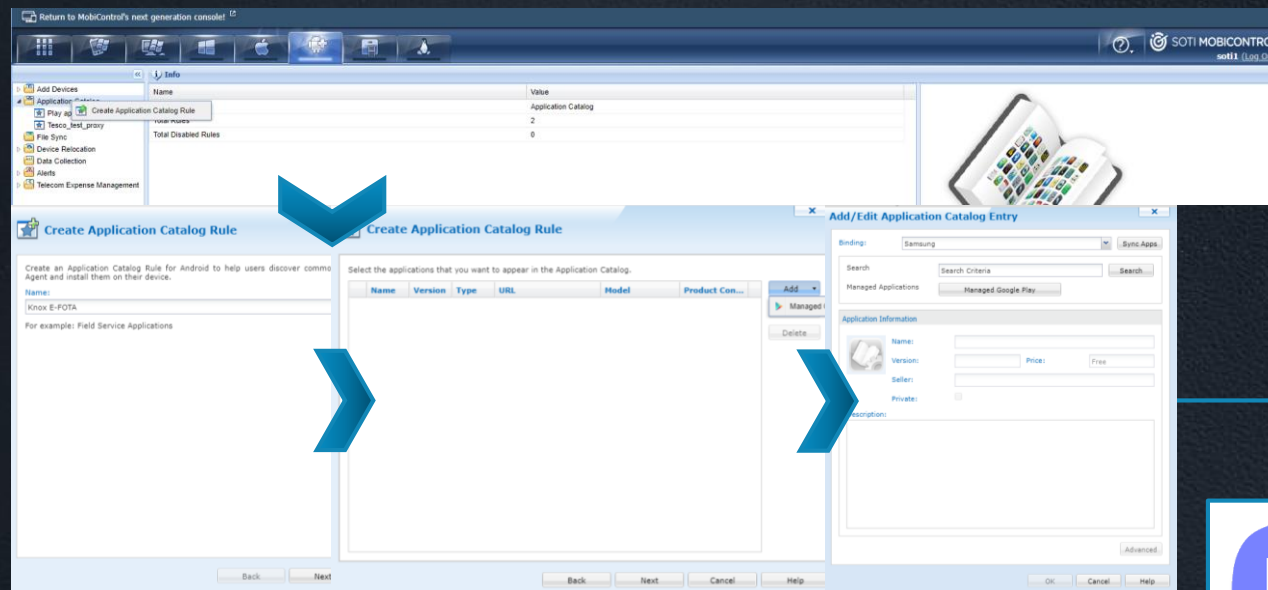 Return to MobiControl's next generation console!
SOTI MOBICONTRO
soti1 (Log O
Info
Add Devices
Application Catalog
Create Application Catalog Rule
Play ap
Tesco_test_proxy
File Sync
Device Relocation
Data Collection
Alerts
Telecom Expense Management
Name Value
Application Catalog
Total Rules 2
Total Disabled Rules 0
Create Application Catalog Rule
Create an Application Catalog Rule for Android to help users discover commo
Agent and install them on their device.
Name:
Knox E-FOTA
For example: Field Service Applications
Back Next
Create Application Catalog Rule
Select the applications that you want to appear in the Application Catalog.
Name Version Type URL Model Product Con...
Add
Managed
Delete
Back Next Cancel Help
Add/Edit Application Catalog Entry
Binding: Samsung Sync Apps
Search Search Criteria Search
Managed Applications Managed Google Play
Application Information
Name:
Version: Price: Free
Seller:
Private:
Description:
Advanced
OK Cancel Help